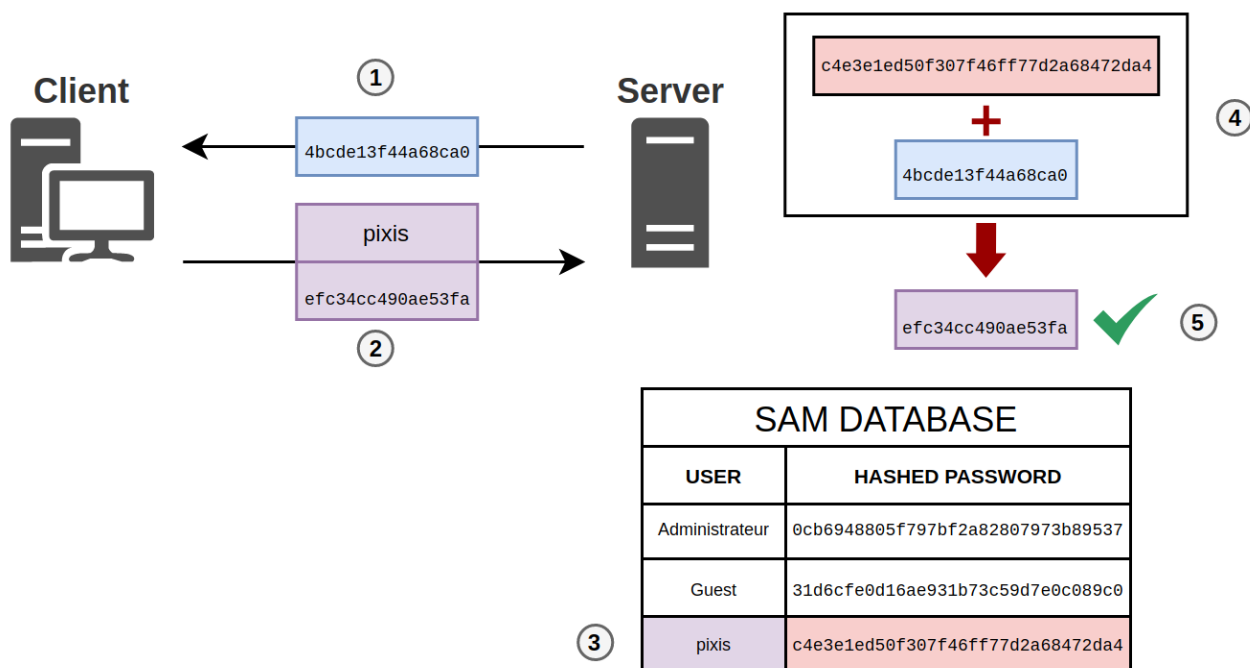 Client
1
4bcde13f44a68ca0
pixis
efc34cc490ae53fa
2
Server
c4e3e1ed50f307f46ff77d2a68472da4
+
4bcde13f44a68ca0
4
efc34cc490ae53fa
5
SAM DATABASE
USER HASHED PASSWORD
Administrateur 0cb6948805f797bf2a82807973b89537
Guest 31d6cfe0d16ae931b73c59d7e0c089c0
3 pixis c4e3e1ed50f307f46ff77d2a68472da4